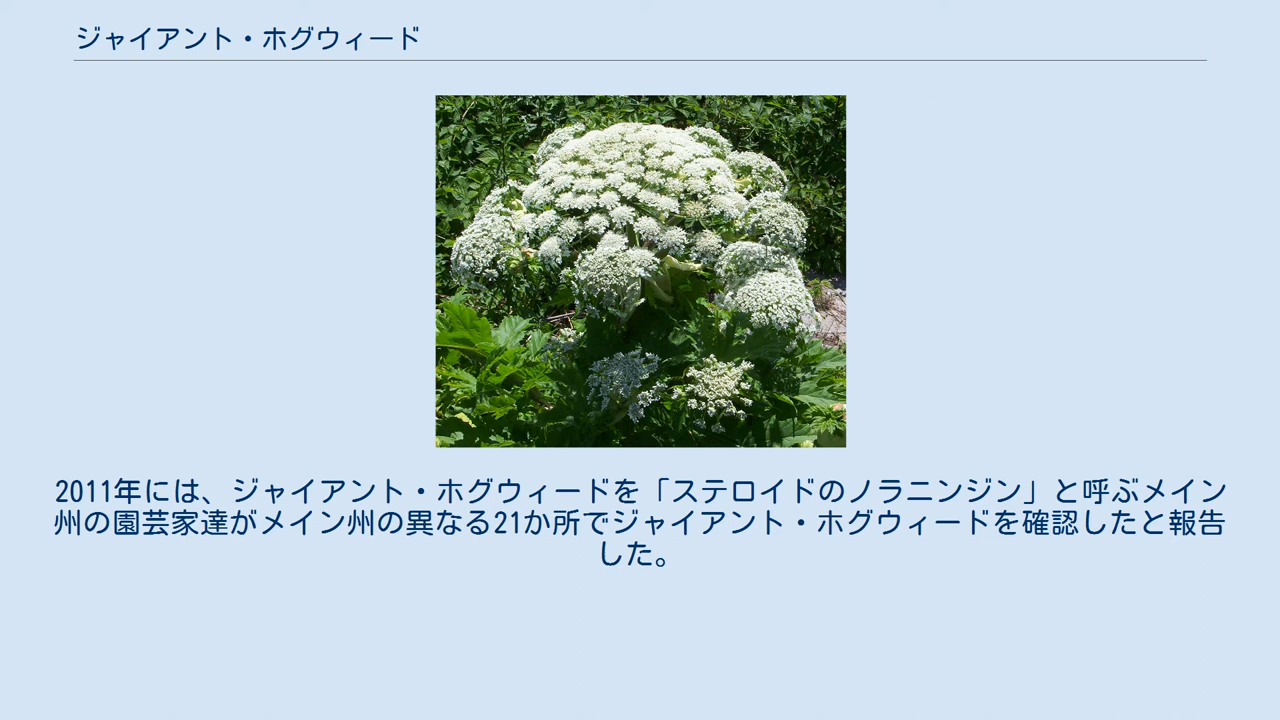 ジャイアント・ホグウィード
2011年には、ジャイアント・ホグウィードを「ステロイドのノラニンジン」と呼ぶメイン
州の園芸家達がメイン州の異なる21か所でジャイアント・ホグウィードを確認したと報告
した。